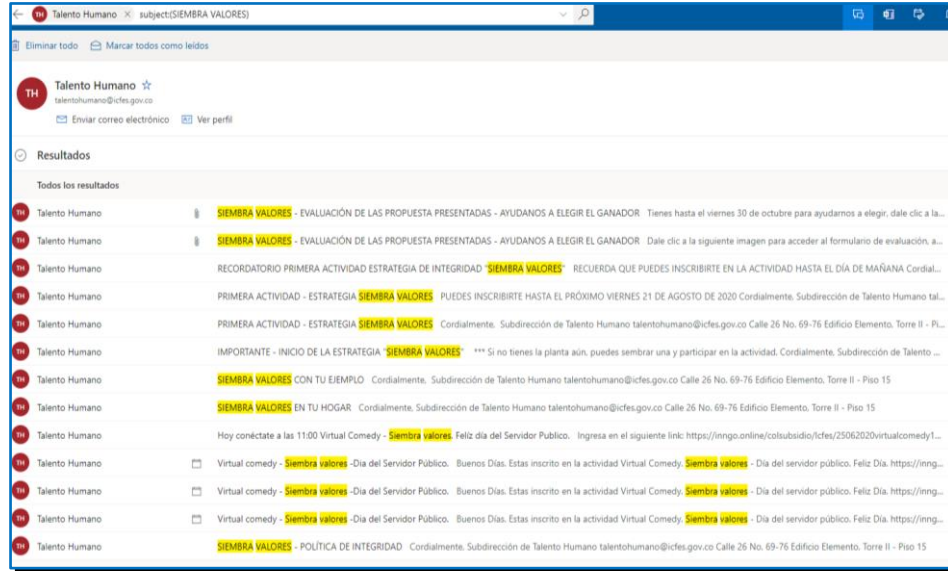 TH Talento Humano × subject:(SIEMBRA VALORES)
Eliminar todo Marcar todos como leídos
TH
Talento Humano
talentohumano@icfes.gov.co
Enviar correo electrónico Ver perfil
Resultados
Todos los resultados
TH Talento Humano SIEMBRA VALORES - EVALUACIÓN DE LAS PROPUESTA PRESENTADAS - AYUDANOS A ELEGIR EL GANADOR Tienes hasta el viernes 30 de octubre para ayudarnos a elegir, dale clic a la...
TH Talento Humano SIEMBRA VALORES - EVALUACIÓN DE LAS PROPUESTA PRESENTADAS - AYUDANOS A ELEGIR EL GANADOR Dale clic a la siguiente imagen para acceder al formulario de evaluación, a...
TH Talento Humano RECORDATORIO PRIMERA ACTIVIDAD ESTRATEGIA DE INTEGRIDAD "SIEMBRA VALORES" RECUERDA QUE PUEDES INSCRIBIRTE EN LA ACTIVIDAD HASTA EL DÍA DE MAÑANA Cordial...
TH Talento Humano PRIMERA ACTIVIDAD - ESTRATEGIA SIEMBRA VALORES PUEDES INSCRIBIRTE HASTA EL PRÓXIMO VIERNES 21 DE AGOSTO DE 2020 Cordialmente, Subdirección de Talento Humano tal...
TH Talento Humano PRIMERA ACTIVIDAD - ESTRATEGIA SIEMBRA VALORES Cordialmente, Subdirección de Talento Humano talentohumano@icfes.gov.co Calle 26 No. 69-76 Edificio Elemento, Torre II - Pi...
TH Talento Humano IMPORTANTE - INICIO DE LA ESTRATEGIA "SIEMBRA VALORES" *** Si no tienes la planta aún, puedes sembrar una y participar en la actividad. Cordialmente, Subdirección de Talento ...
TH Talento Humano SIEMBRA VALORES CON TU EJEMPLO Cordialmente, Subdirección de Talento Humano talentohumano@icfes.gov.co Calle 26 No. 69-76 Edificio Elemento, Torre II - Piso 15
TH Talento Humano SIEMBRA VALORES EN TU HOGAR Cordialmente, Subdirección de Talento Humano talentohumano@icfes.gov.co Calle 26 No. 69-76 Edificio Elemento, Torre II - Piso 15
TH Talento Humano Hoy conéctate a las 11:00 Virtual Comedy - Siembra valores. Feliz día del Servidor Publico. Ingresa en el siguiente link: https://inngo.online/colsubsidio/Icfes/25062020virtualcomedy1...
TH Talento Humano Virtual comedy - Siembra valores -Dia del Servidor Público. Buenos Días. Estas inscrito en la actividad Virtual Comedy. Siembra valores - Día del servidor público. Feliz Día. https://inng...
TH Talento Humano Virtual comedy - Siembra valores -Dia del Servidor Público. Buenos Días. Estas inscrito en la actividad Virtual Comedy. Siembra valores - Día del servidor público. Feliz Día. https://inng...
TH Talento Humano Virtual comedy - Siembra valores -Dia del Servidor Público. Buenos Días. Estas inscrito en la actividad Virtual Comedy. Siembra valores - Día del servidor público. Feliz Día. https://inng...
TH Talento Humano SIEMBRA VALORES - POLÍTICA DE INTEGRIDAD Cordialmente, Subdirección de Talento Humano talentohumano@icfes.gov.co Calle 26 No. 69-76 Edificio Elemento, Torre II - Piso 15